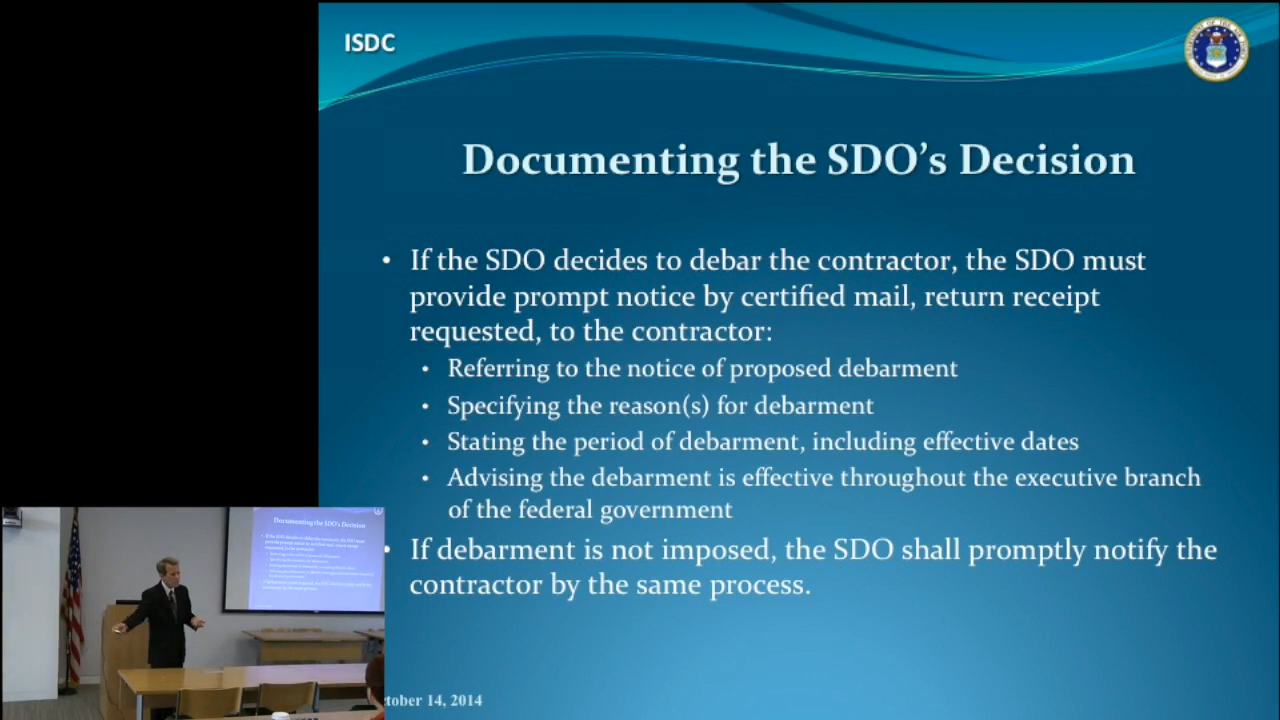 ISDC
Documenting the SDO’s Decision
• If the SDO decides to debar the contractor, the SDO must
provide prompt notice by certified mail, return receipt
requested, to the contractor:
• Referring to the notice of proposed debarment
• Specifying the reason(s) for debarment
• Stating the period of debarment, including effective dates
• Advising the debarment is effective throughout the executive branch
of the federal government
• If debarment is not imposed, the SDO shall promptly notify the
contractor by the same process.
14, 2014
Documenting the SDO’s Decision